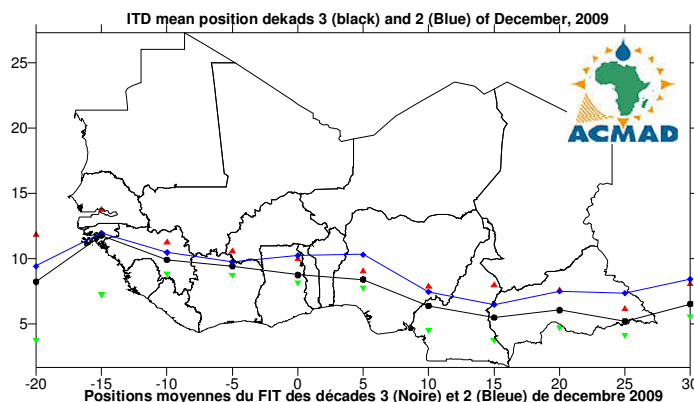 ITD mean position dekads 3 (black) and 2 (Blue) of December, 2009
25
20
15
10
5
ACMAD
-20 -15 -10 -5 0 5 10 15 20 25 30
Positions moyennes du FIT des décades 3 (Noire) et 2 (Bleue) de decembre 2009